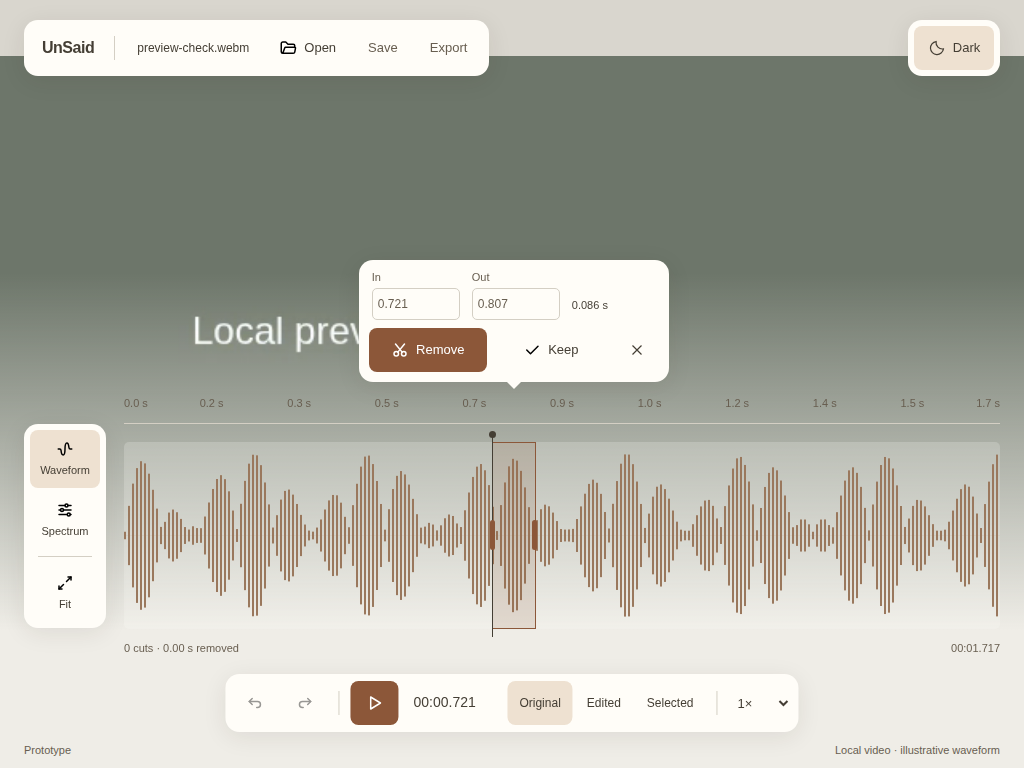 UnSaid
preview-check.webm
Open
Save
Export
Dark
In
Out
0.721
0.807
0.086 s
Remove
Keep
Local prev
0.0 s
0.2 s
0.3 s
0.5 s
0.7 s
0.9 s
1.0 s
1.2 s
1.4 s
1.5 s
1.7 s
Waveform
Spectrum
Fit
0 cuts · 0.00 s removed
00:01.717
00:00.721
Original
Edited
Selected
1×
Prototype
Local video · illustrative waveform